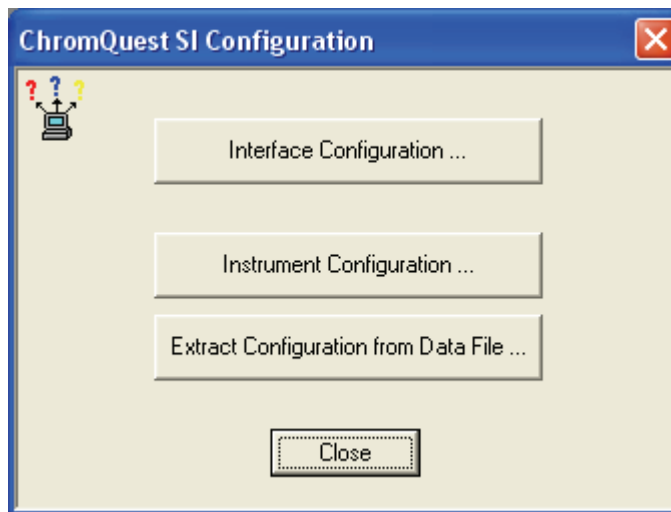 ChromQuest SI Configuration
? ? ?
Interface Configuration ...
Instrument Configuration ...
Extract Configuration from Data File ...
Close